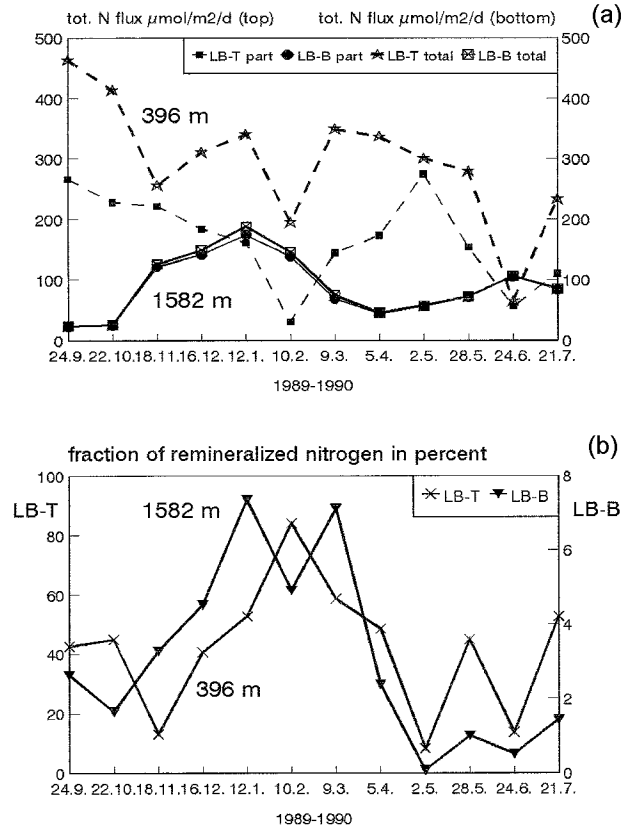 (a)
tot. N flux µmol/m2/d (top) tot. N flux µmol/m2/d (bottom)
500 500
LB-T part LB-B part LB-T total LB-B total
400 400
396 m
300 300
200 200
100 100
1582 m
0 0
24.9. 22.10. 18.11. 16.12. 12.1. 10.2. 9.3. 5.4. 2.5. 28.5. 24.6. 21.7.
1989-1990
(b)
fraction of remineralized nitrogen in percent
100 8
LB-T 1582 m LB-T LB-B LB-B
80
6
60
4
40
396 m
2
20
0 0
24.9. 22.10. 18.11. 16.12. 12.1. 10.2. 9.3. 5.4. 2.5. 28.5. 24.6. 21.7.
1989-1990